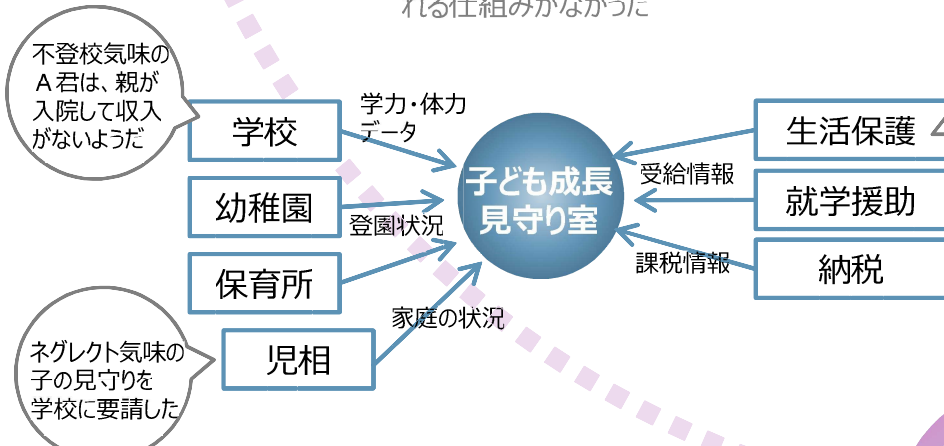 れる仕組みがなかった
不登校気味の
A君は、親が
入院して収入
がないようだ
学校
学力・体力
データ
幼稚園
登園状況
保育所
家庭の状況
児相
ネグレクト気味の
子の見守りを
学校に要請した
子ども成長
見守り室
生活保護
受給情報
就学援助
課税情報
納税